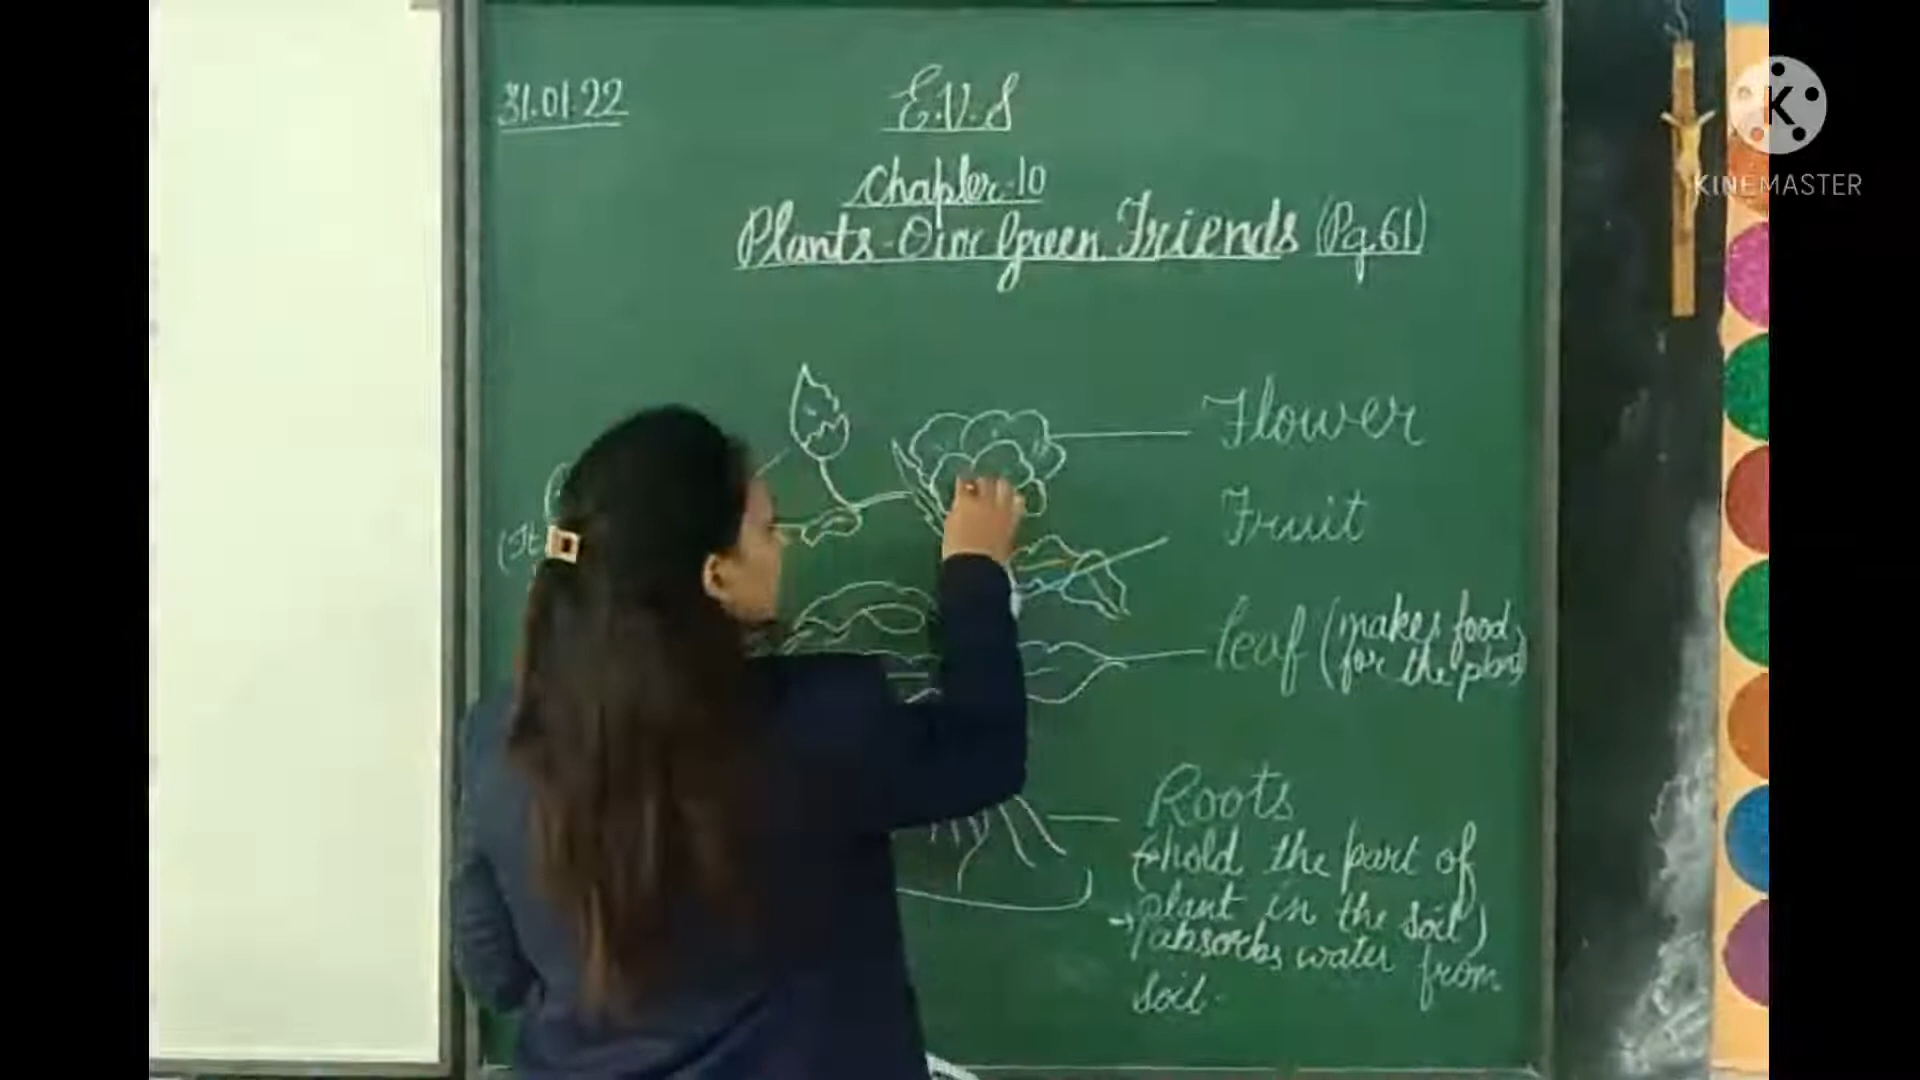 31.01.22
E.V.S
Chapter-10
Plants-Our Green Friends (Pg.61)
Flower
Fruit
(It
leaf (makes food
for the plant)
Roots
(→hold the part of
plant in the soil)
→absorbs water from
soil.
K
KINEMASTER